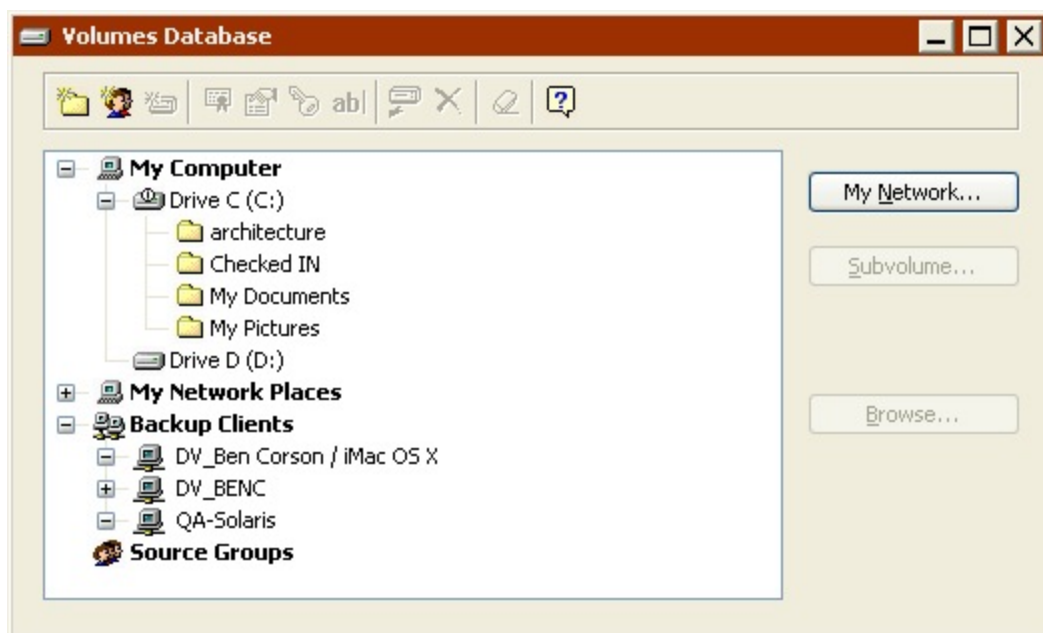 Volumes Database
ab|
My Computer
Drive C (C:)
architecture
Checked IN
My Documents
My Pictures
Drive D (D:)
My Network Places
Backup Clients
DV_Ben Corson / iMac OS X
DV_BENC
QA-Solaris
Source Groups
My Network...
Subvolume...
Browse...